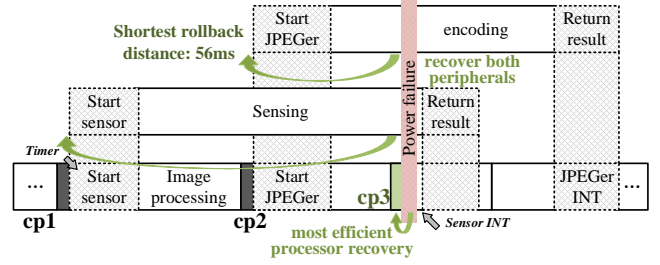 Start
JPEGer
encoding
Return
result
Shortest rollback
distance: 56ms
recover both
peripherals
Power failure
Start
sensor
Sensing
Return
result
Timer
...
Start
sensor
Image
processing
Start
JPEGer
cp3
JPEGer
INT
...
cp1
cp2
Sensor INT
most efficient
processor recovery